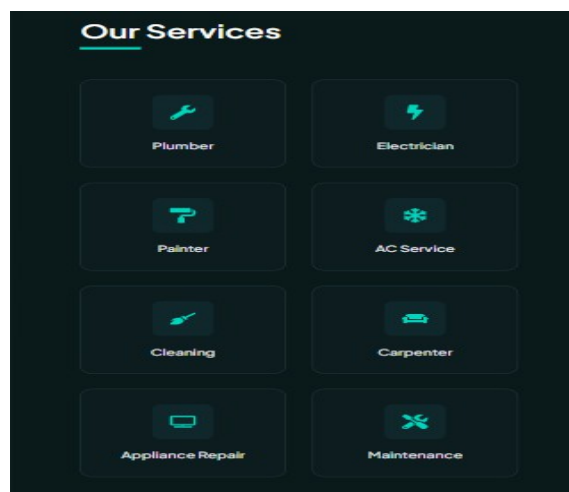 Our Services
Plumber
Electrician
Painter
AC Service
Cleaning
Carpenter
Appliance Repair
Maintenance